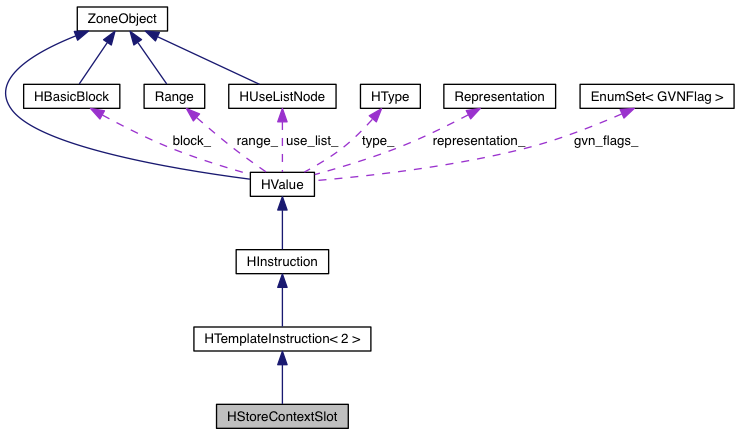 ZoneObject
HBasicBlock
Range
HUseListNode
HType
Representation
EnumSet< GVNFlag >
block_
range_
use_list_
type_
representation_
gvn_flags_
HValue
HInstruction
HTemplateInstruction< 2 >
HStoreContextSlot